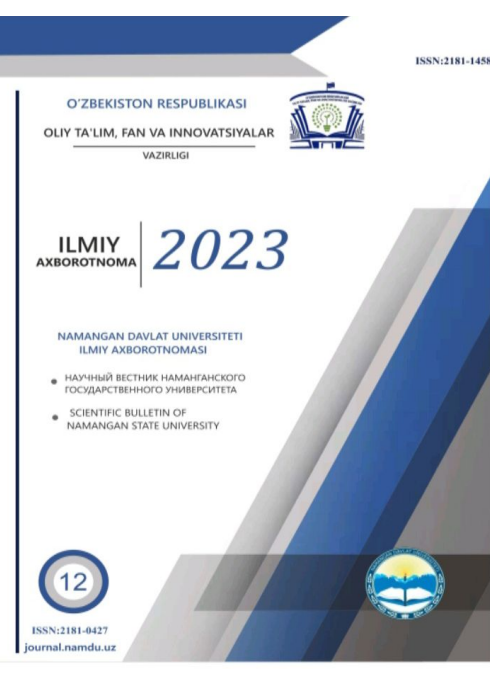 ISSN:2181-1458
O'ZBEKISTON RESPUBLIKASI
OLIY TA'LIM, FAN VA INNOVATSIYALAR
VAZIRLIGI
ILMIY
AXBOROTNOMA
2023
NAMANGAN DAVLAT UNIVERSITETI
ILMIY AXBOROTNOMASI
• НАУЧНЫЙ ВЕСТНИК НАМАНГАНСКОГО
ГОСУДАРСТВЕННОГО УНИВЕРСИТЕТА
• SCIENTIFIC BULLETIN OF
NAMANGAN STATE UNIVERSITY
12
ISSN:2181-0427
journal.namdu.uz